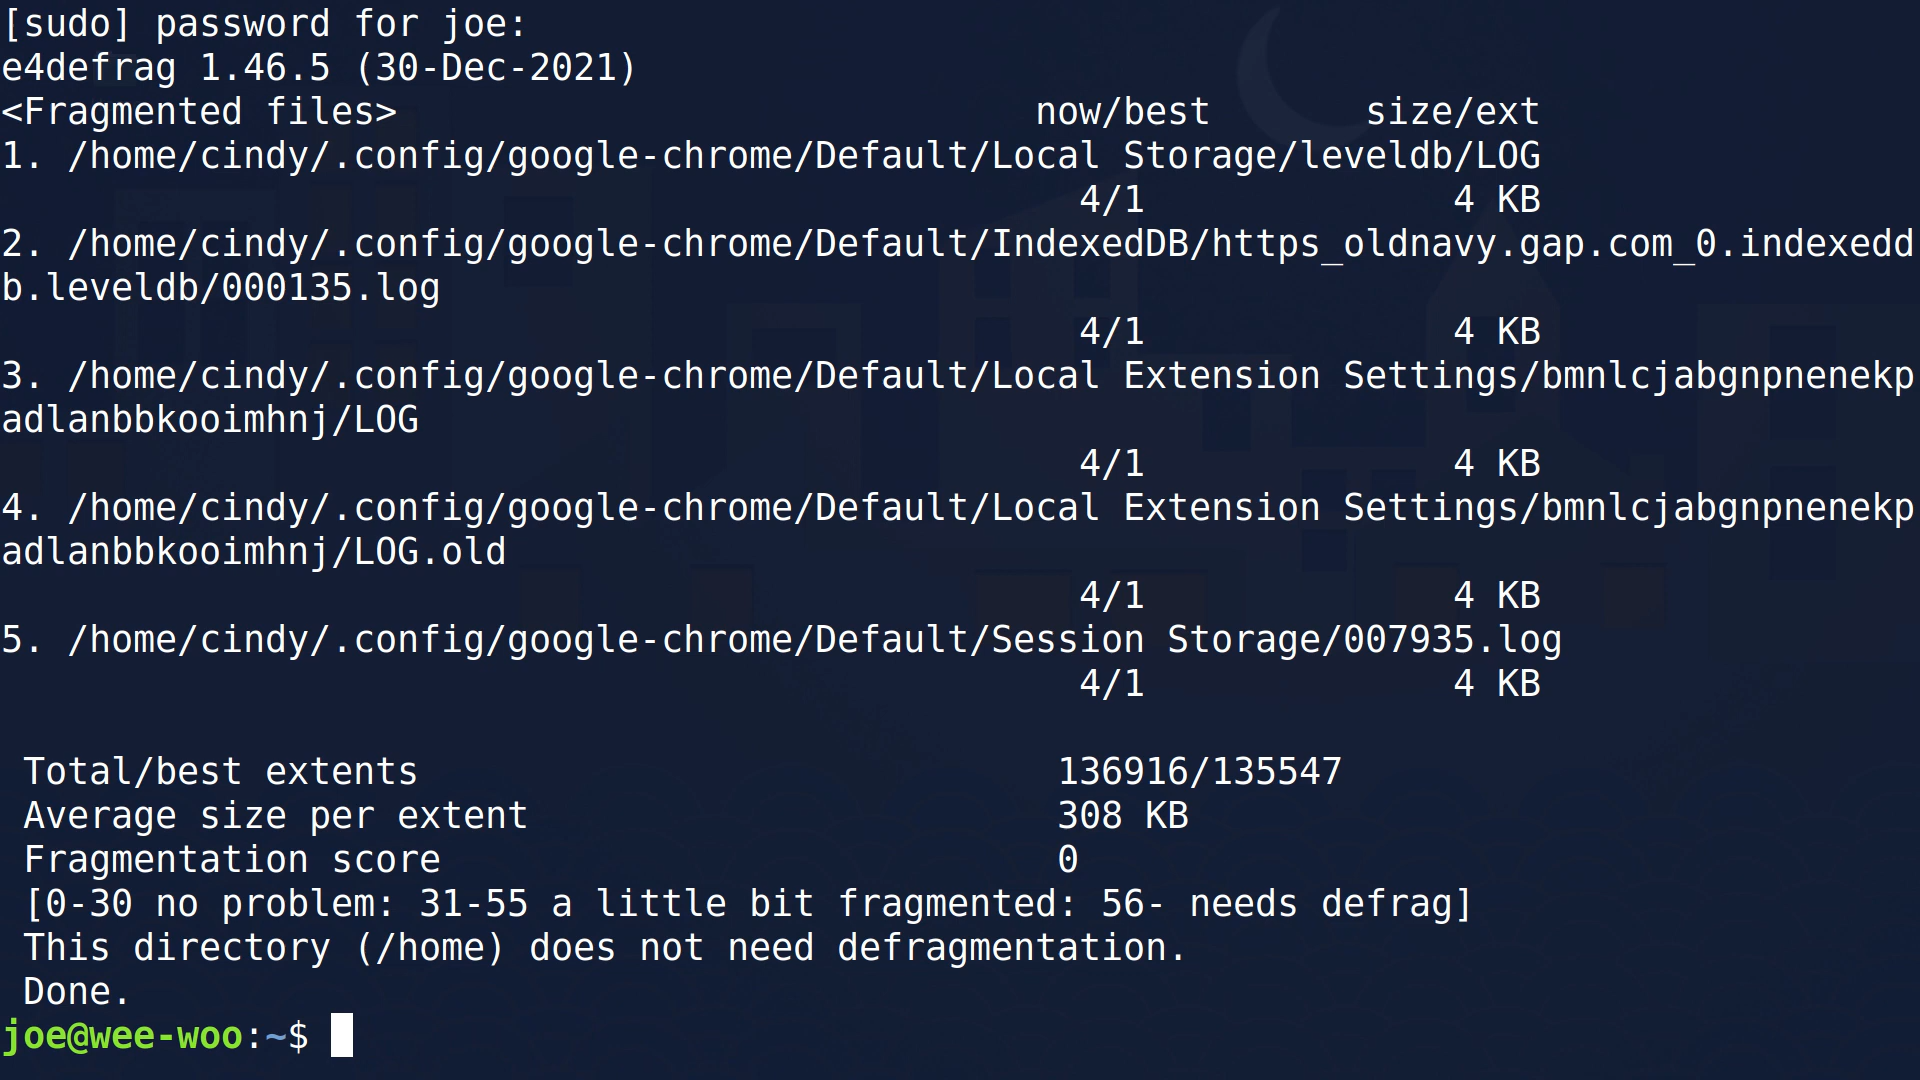 [sudo] password for joe:
e4defrag 1.46.5 (30-Dec-2021)
<Fragmented files>                             now/best       size/ext
1. /home/cindy/.config/google-chrome/Default/Local Storage/leveldb/LOG
                                                 4/1              4 KB
2. /home/cindy/.config/google-chrome/Default/IndexedDB/https_oldnavy.gap.com_0.indexedd
b.leveldb/000135.log
                                                 4/1              4 KB
3. /home/cindy/.config/google-chrome/Default/Local Extension Settings/bmnlcjabgnpnenekp
adlanbbkooimhnj/LOG
                                                 4/1              4 KB
4. /home/cindy/.config/google-chrome/Default/Local Extension Settings/bmnlcjabgnpnenekp
adlanbbkooimhnj/LOG.old
                                                 4/1              4 KB
5. /home/cindy/.config/google-chrome/Default/Session Storage/007935.log
                                                 4/1              4 KB
 Total/best extents                             136916/135547
 Average size per extent                        308 KB
 Fragmentation score                            0
 [0-30 no problem: 31-55 a little bit fragmented: 56- needs defrag]
 This directory (/home) does not need defragmentation.
 Done.
joe@wee-woo:~$